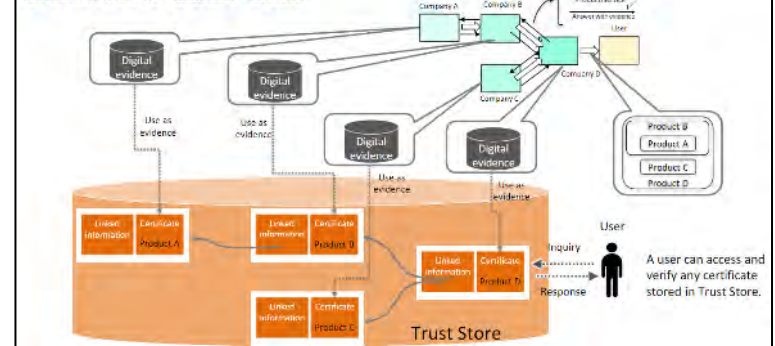 Company A
Company B
Answer with evidence
User
Company C
Company D
Digital
evidence
Digital
evidence
Digital
evidence
Digital
evidence
Use as
evidence
Use as
evidence
Use as
evidence
Use as
evidence
Product B
Product A
Product C
Product D
Linked
information
Certificate
Product A
Linked
information
Certificate
Product B
Linked
information
Certificate
Product D
Linked
information
Certificate
Product C
Trust Store
User
Inquiry
Response
A user can access and
verify any certificate
stored in Trust Store.